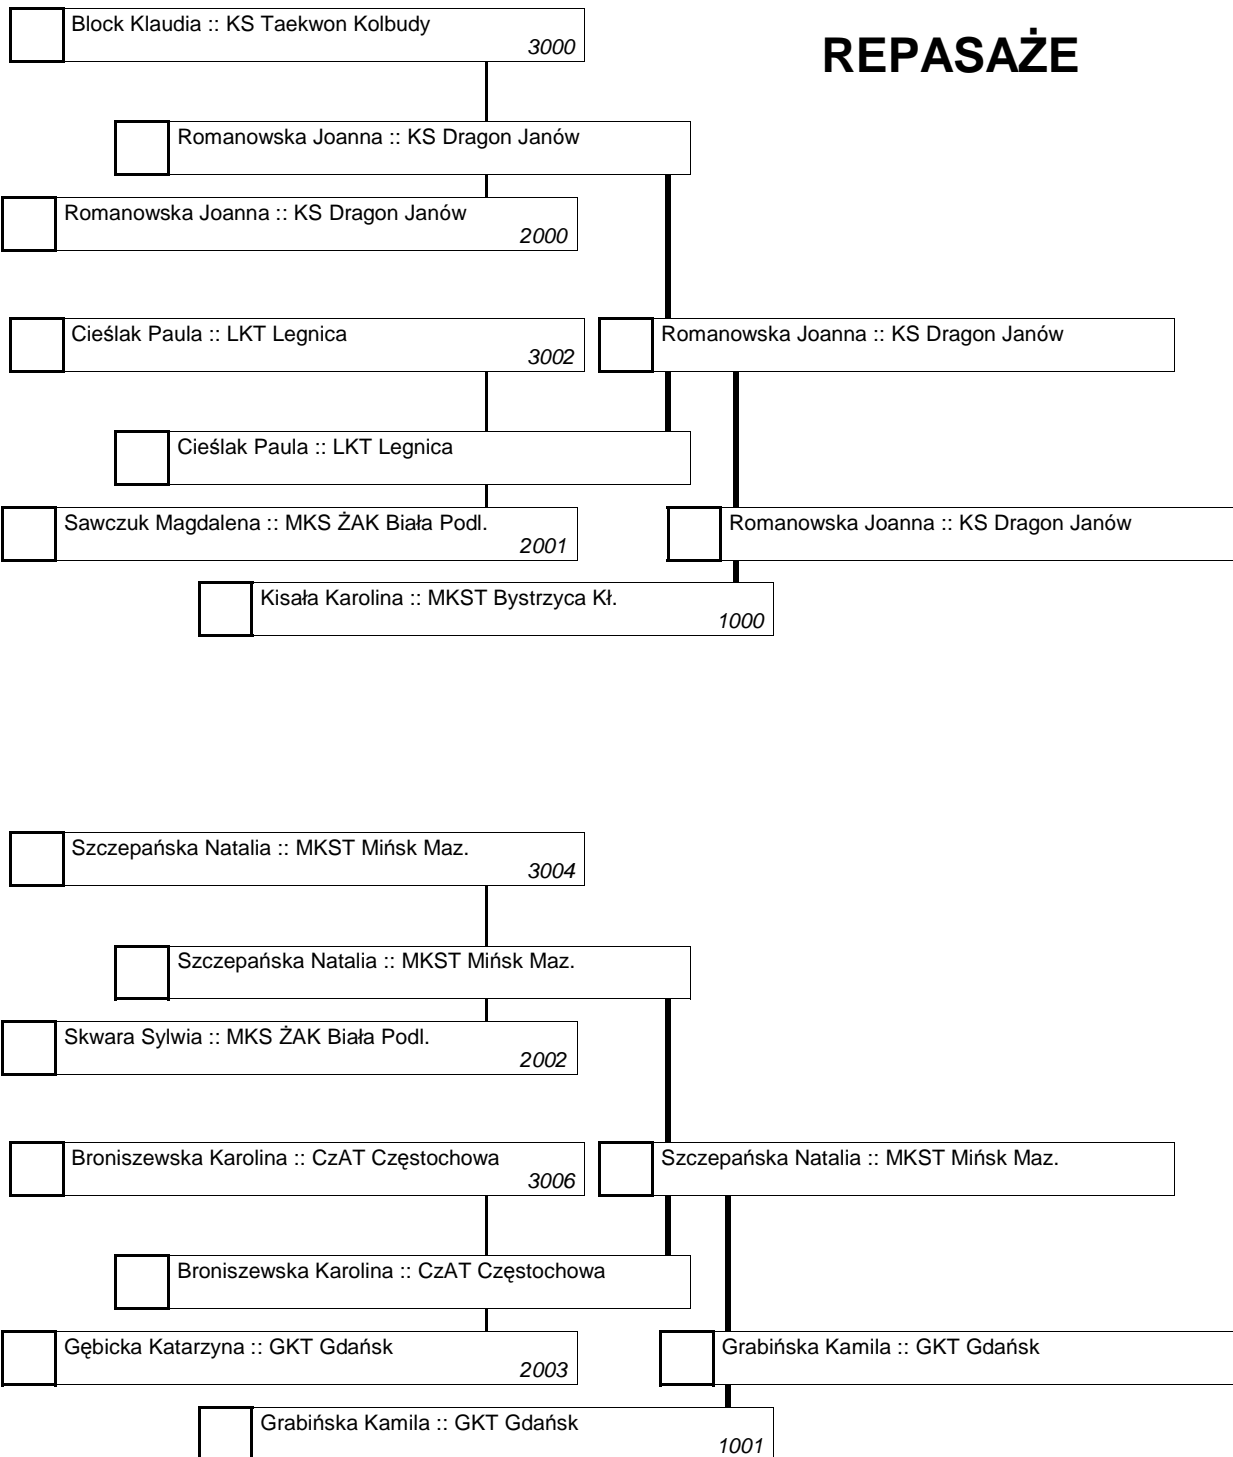 Block Klaudia :: KS Taekwon Kolbudy
3000
REPASAŻE
Romanowska Joanna :: KS Dragon Janów
Romanowska Joanna :: KS Dragon Janów
2000
Cieślak Paula :: LKT Legnica
3002
Romanowska Joanna :: KS Dragon Janów
Cieślak Paula :: LKT Legnica
Sawczuk Magdalena :: MKS ŻAK Biała Podl.
2001
Romanowska Joanna :: KS Dragon Janów
Kisała Karolina :: MKST Bystrzyca Kł.
1000
Szczepańska Natalia :: MKST Mińsk Maz.
3004
Szczepańska Natalia :: MKST Mińsk Maz.
Skwara Sylwia :: MKS ŻAK Biała Podl.
2002
Broniszewska Karolina :: CzAT Częstochowa
3006
Szczepańska Natalia :: MKST Mińsk Maz.
Broniszewska Karolina :: CzAT Częstochowa
Gębicka Katarzyna :: GKT Gdańsk
2003
Grabińska Kamila :: GKT Gdańsk
Grabińska Kamila :: GKT Gdańsk
1001